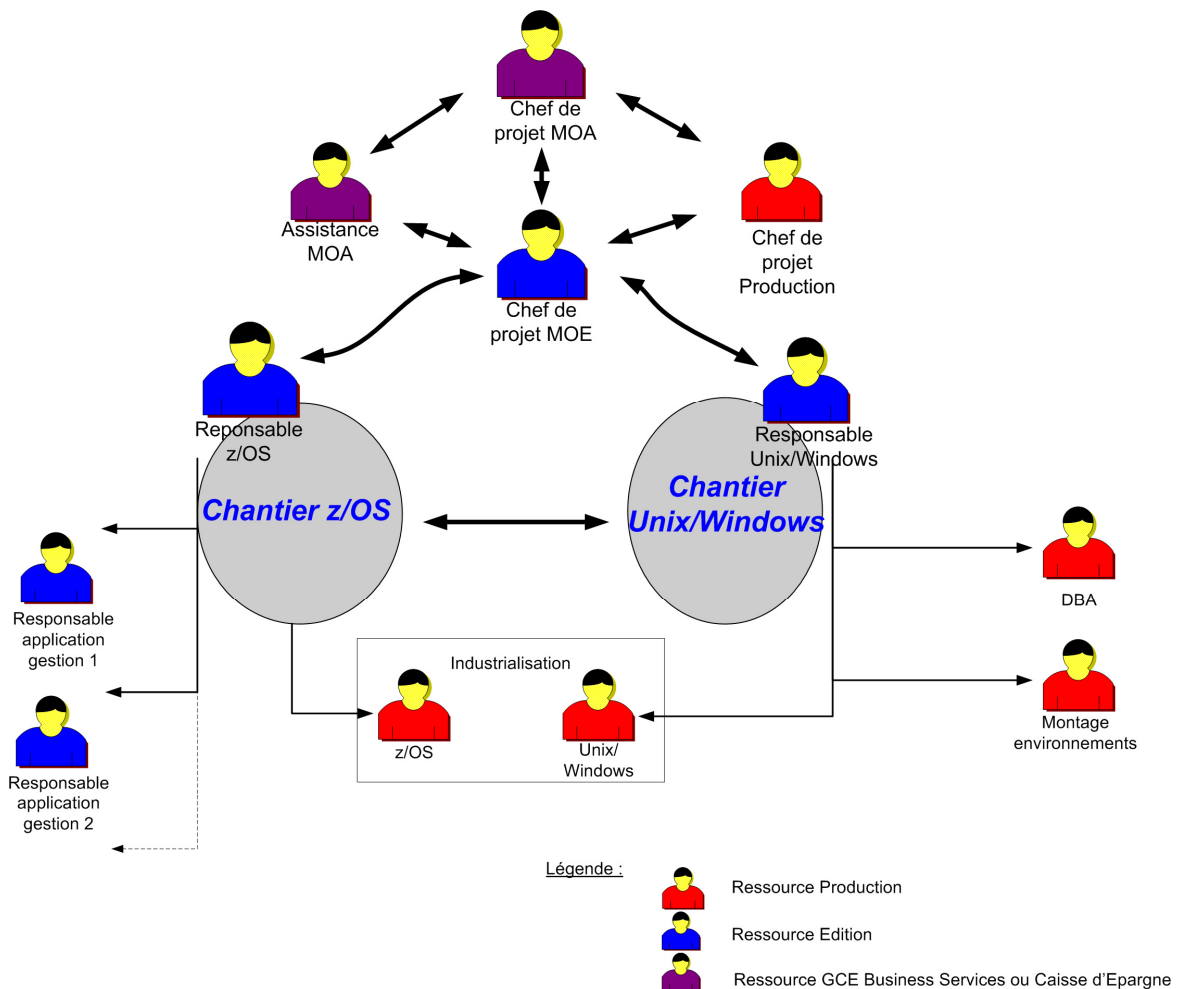 Chef de
projet MOA
Assistance
MOA
Chef de
projet
Production
Chef de
projet MOE
Reponsable
z/OS
Responsable
Unix/Windows
Chantier z/OS
Chantier
Unix/Windows
Responsable
application
gestion 1
DBA
Industrialisation
z/OS
Unix/
Windows
Montage
environnements
Responsable
application
gestion 2
Légende :
Ressource Production
Ressource Edition
Ressource GCE Business Services ou Caisse d'Epargne